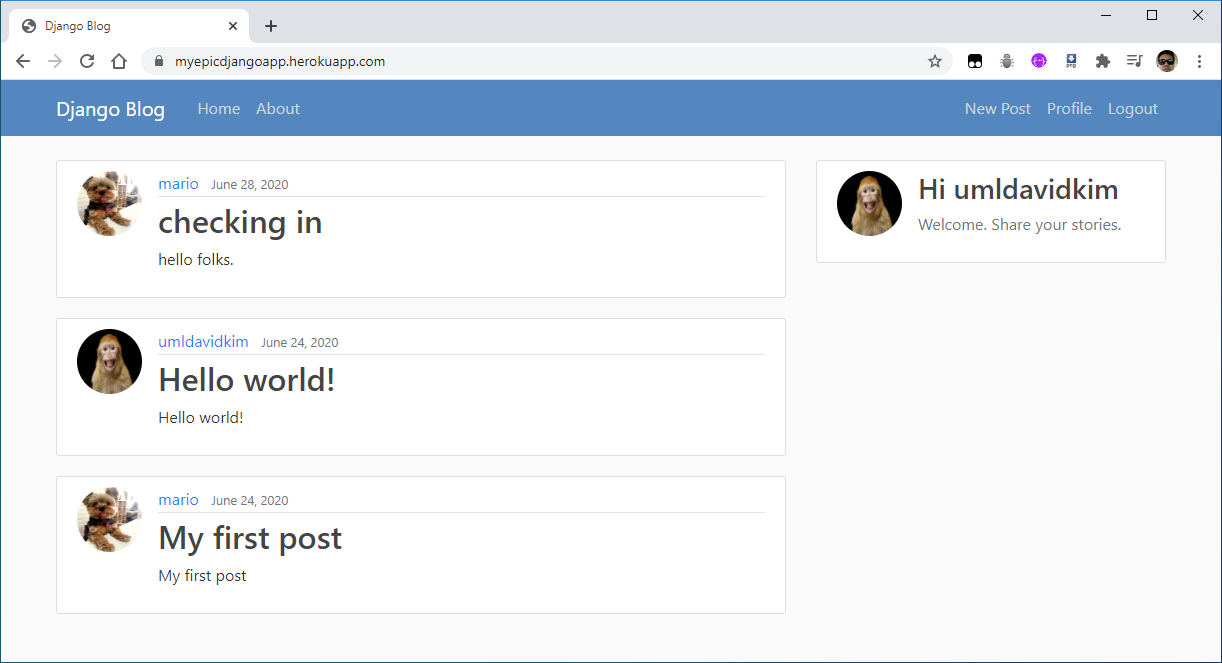 Django Blog
myepicdjangoapp.herokuapp.com
Django Blog Home About New Post Profile Logout
mario June 28, 2020
checking in
hello folks.
Hi umldavidkim
Welcome. Share your stories.
umldavidkim June 24, 2020
Hello world!
Hello world!
mario June 24, 2020
My first post
My first post